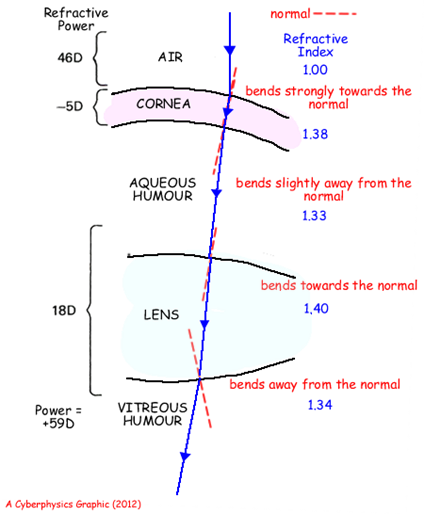 Refractive
Power
normal
Refractive
Index
46D
AIR
1.00
bends strongly towards the
normal
–5D
CORNEA
1.38
AQUEOUS
HUMOUR
bends slightly away from the
normal
1.33
bends towards the normal
18D
LENS
1.40
bends away from the normal
Power =
+59D
VITREOUS
HUMOUR
1.34
A Cyberphysics Graphic (2012)